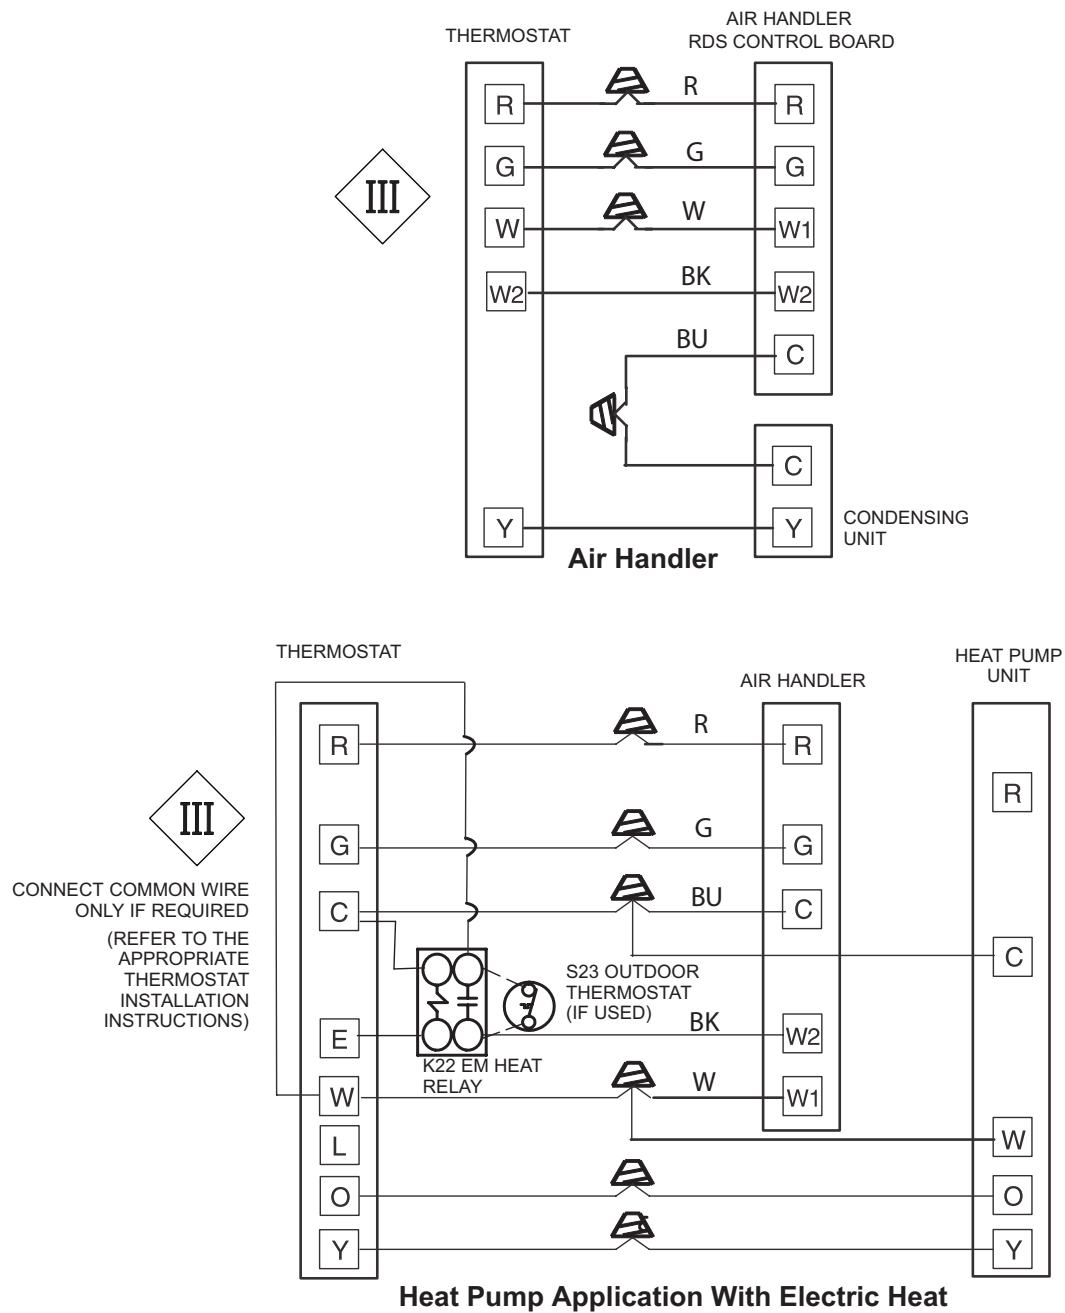 THERMOSTAT
AIR HANDLER
RDS CONTROL BOARD
R R R
G G G
III
W W W1
W2 BK W2
BU C
C
Y Y
CONDENSING
UNIT
Air Handler
THERMOSTAT
AIR HANDLER
HEAT PUMP
UNIT
R R R
R
III
G G G
CONNECT COMMON WIRE
ONLY IF REQUIRED
(REFER TO THE
APPROPRIATE
THERMOSTAT
INSTALLATION
INSTRUCTIONS)
C BU C
C
S23 OUTDOOR
THERMOSTAT
(IF USED)
E BK W2
K22 EM HEAT
RELAY
W W W1
L W
O O
Y Y
Heat Pump Application With Electric Heat